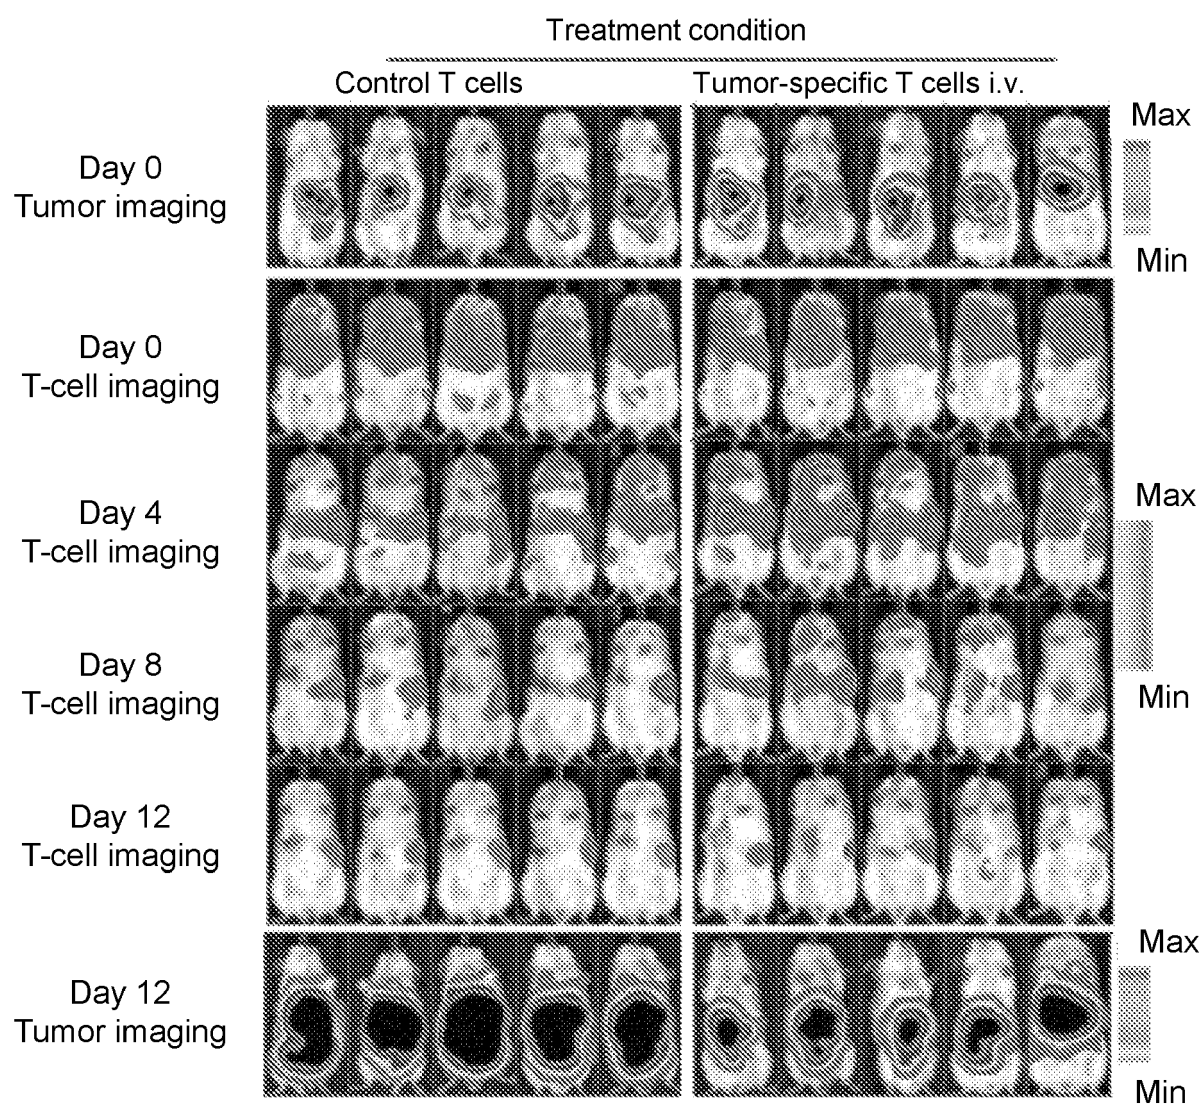 Treatment condition
Control T cells
Tumor-specific T cells i.v.
Max
Day 0
Tumor imaging
Min
Day 0
T-cell imaging
Day 4
T-cell imaging
Max
Day 8
T-cell imaging
Min
Day 12
T-cell imaging
Max
Day 12
Tumor imaging
Min